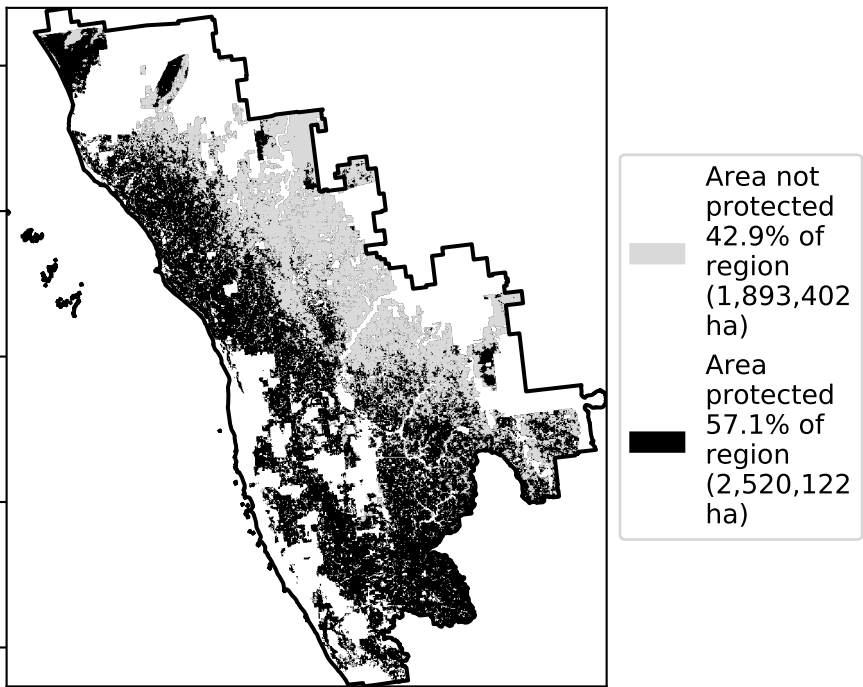 Area not
protected
42.9% of
region
(1,893,402
ha)
Area
protected
57.1% of
region
(2,520,122
ha)